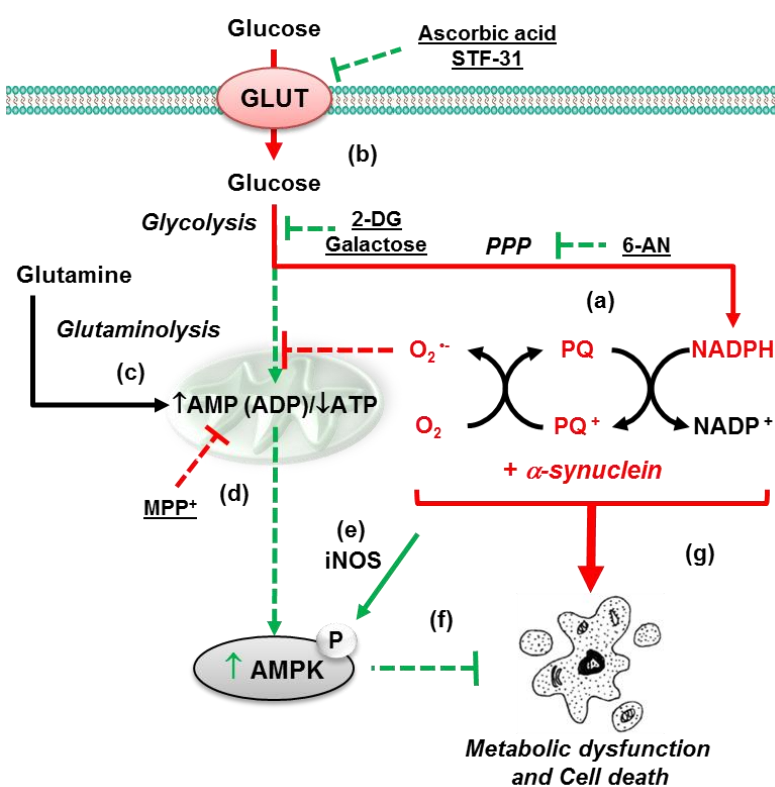 Glucose
Ascorbic acid
STF-31
GLUT
(b)
Glucose
Glycolysis
2-DG
Galactose
PPP
6-AN
Glutamine
(a)
Glutaminolysis
O₂•- PQ NADPH
(c)
↑AMP (ADP)/↓ATP
O₂ PQ⁺ NADP⁺
+ α-synuclein
MPP⁺
(d)
(e)
iNOS
(g)
P
(f)
↑ AMPK
Metabolic dysfunction
and Cell death